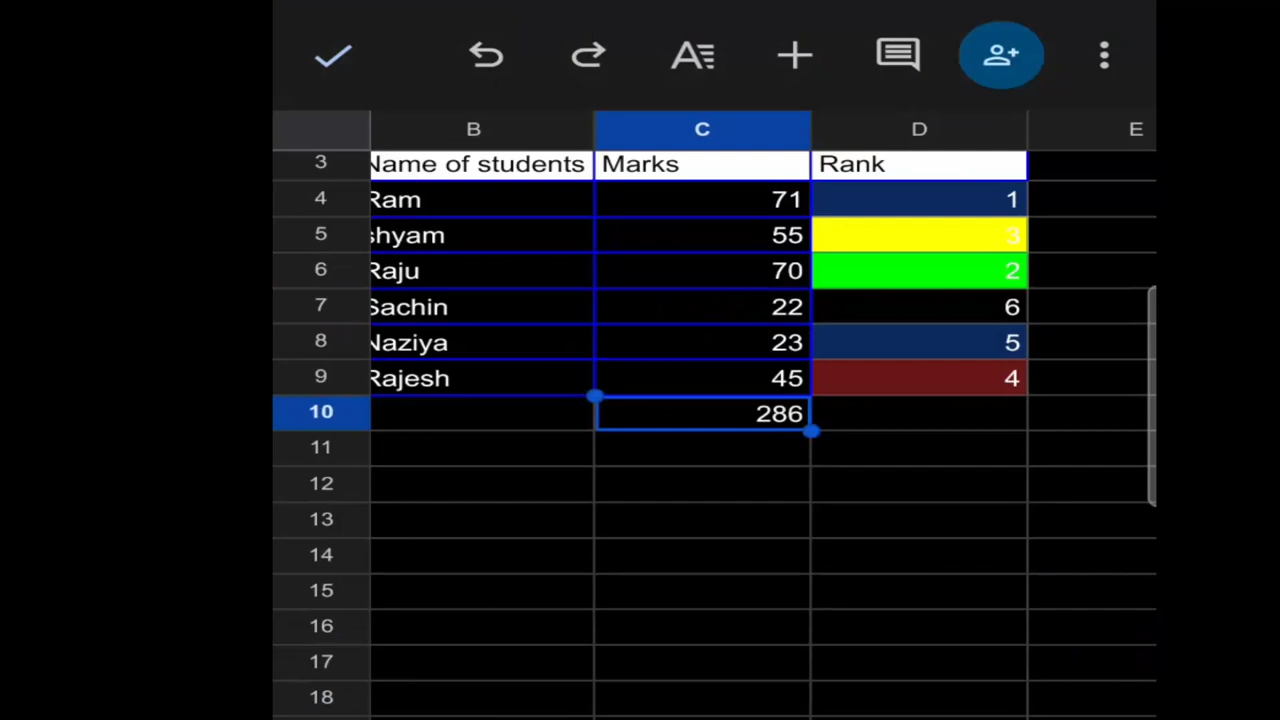 B C D E
3 Name of students Marks Rank
4 Ram 71 1
5 shyam 55 3
6 Raju 70 2
7 Sachin 22 6
8 Naziya 23 5
9 Rajesh 45 4
10 286
11
12
13
14
15
16
17
18